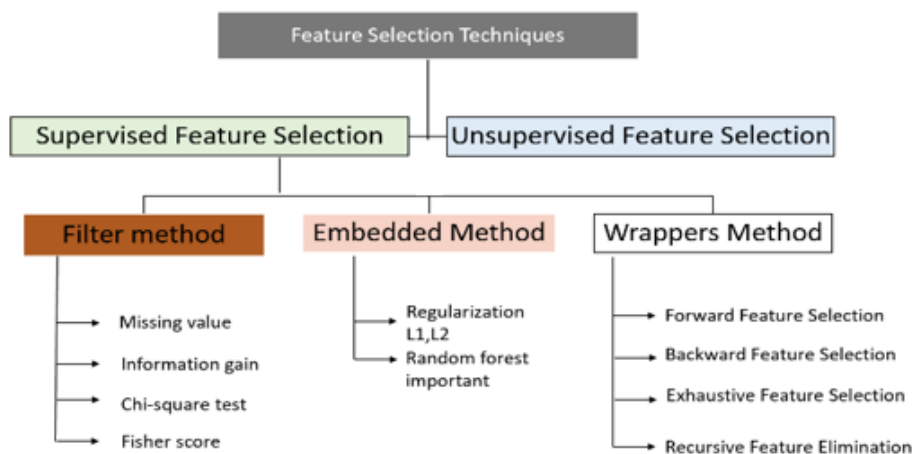 Feature Selection Techniques
Supervised Feature Selection
Unsupervised Feature Selection
Filter method
Embedded Method
Wrappers Method
Missing value
Information gain
Chi-square test
Fisher score
Regularization
L1,L2
Random forest
important
Forward Feature Selection
Backward Feature Selection
Exhaustive Feature Selection
Recursive Feature Elimination